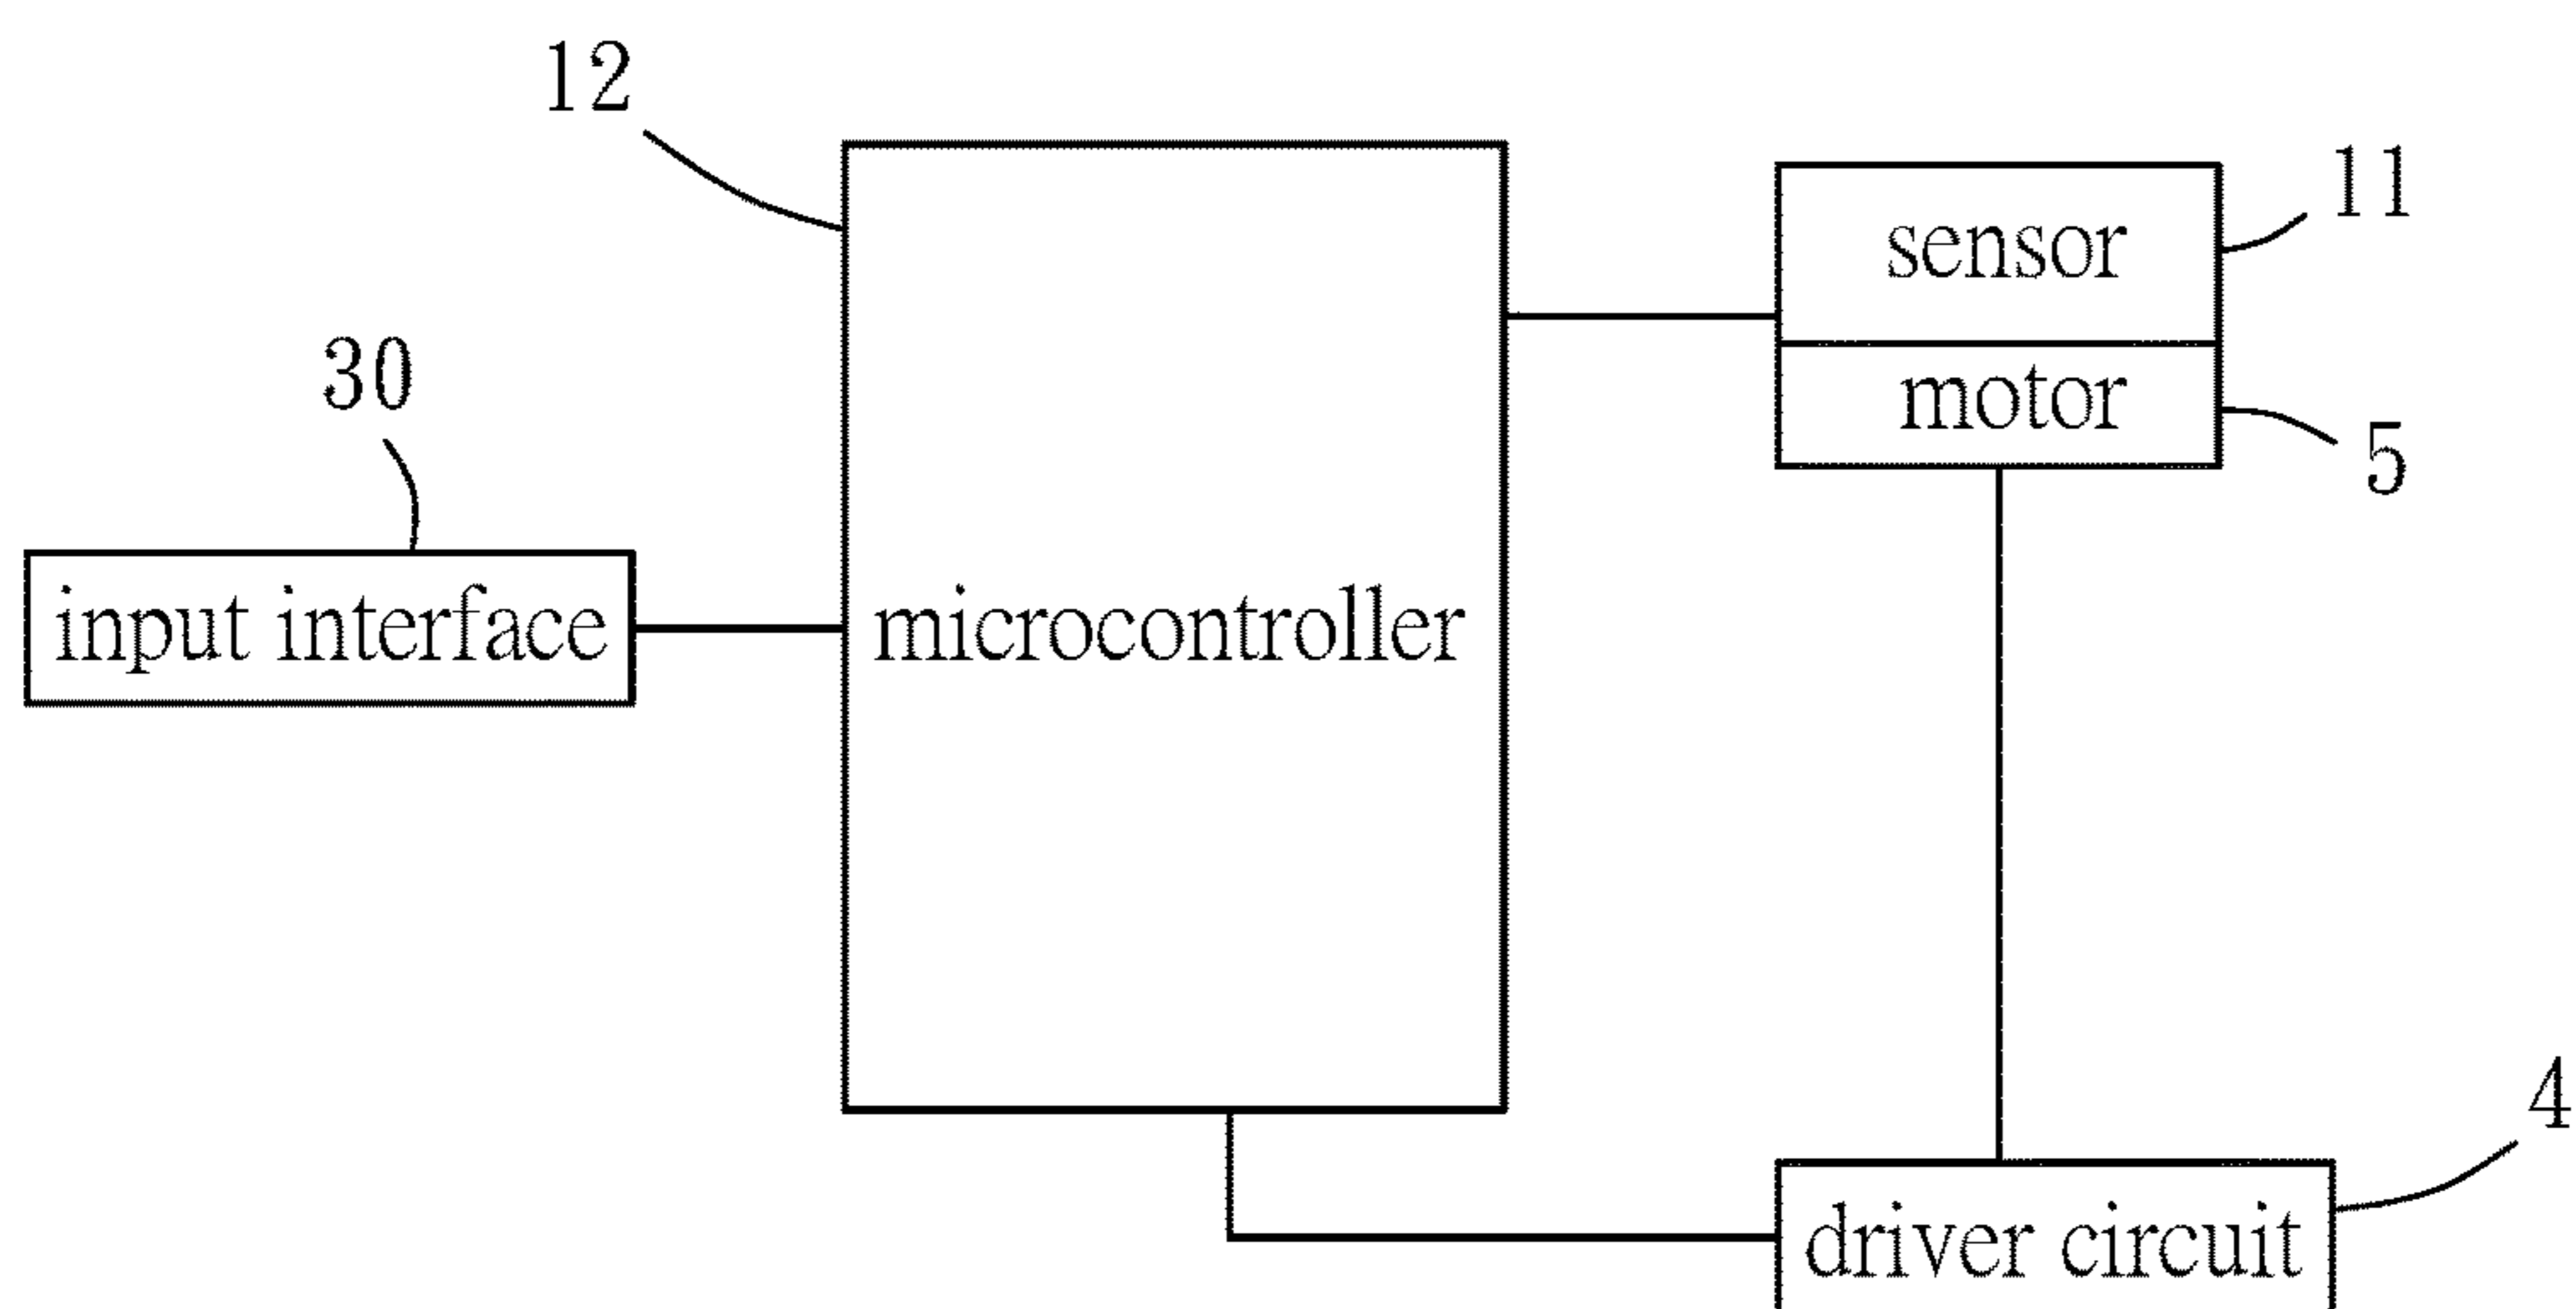 12
sensor
11
motor
5
30
input interface
microcontroller
4
driver circuit